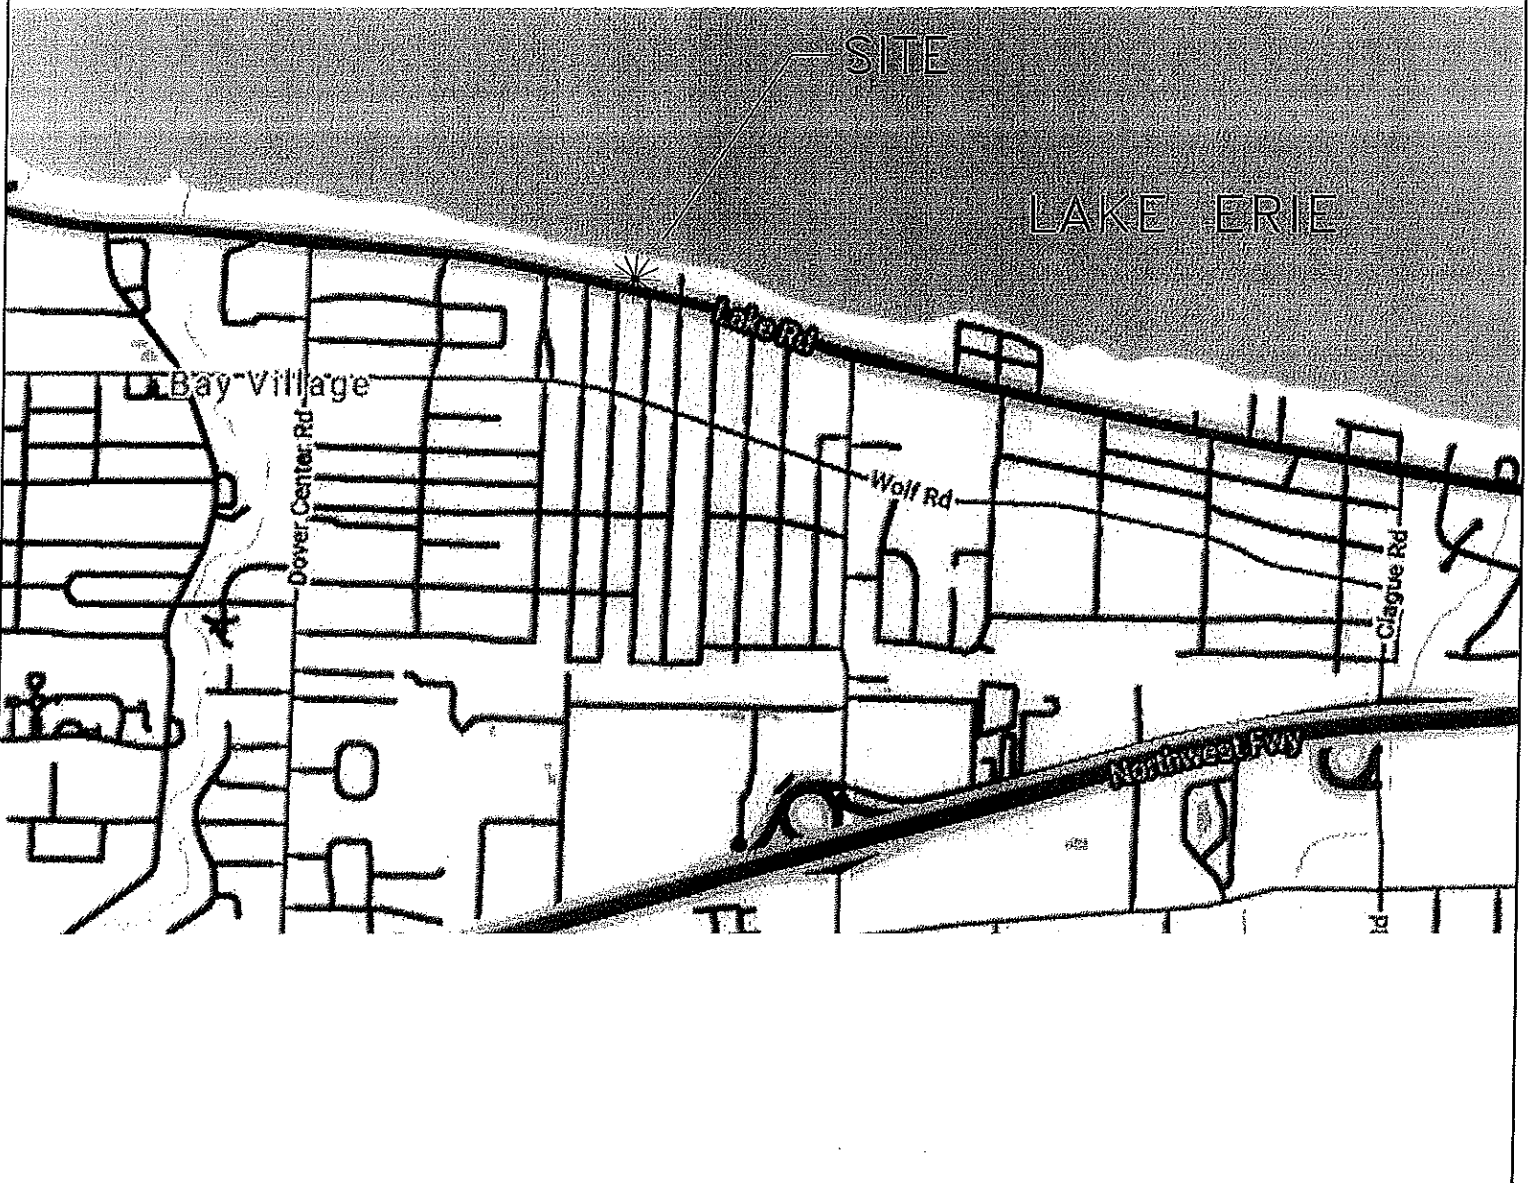 SITE
LAKE ERIE
Lake Rd
Bay Village
Dover Center Rd
Wolf Rd
Clague Rd
Northwest Fwy